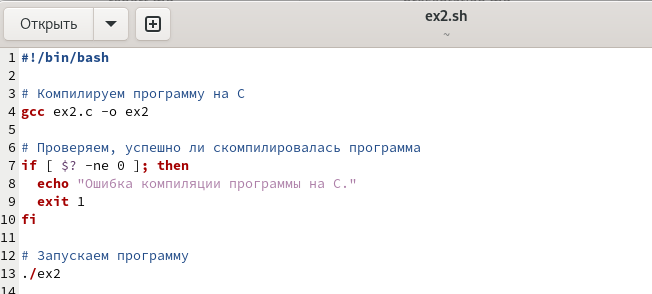 Открыть
ex2.sh
~
1 #!/bin/bash
2
3 # Компилируем программу на C
4 gcc ex2.c -o ex2
5
6 # Проверяем, успешно ли скомпилировалась программа
7 if [ $? -ne 0 ]; then
8   echo "Ошибка компиляции программы на C."
9   exit 1
10 fi
11
12 # Запускаем программу
13 ./ex2
14